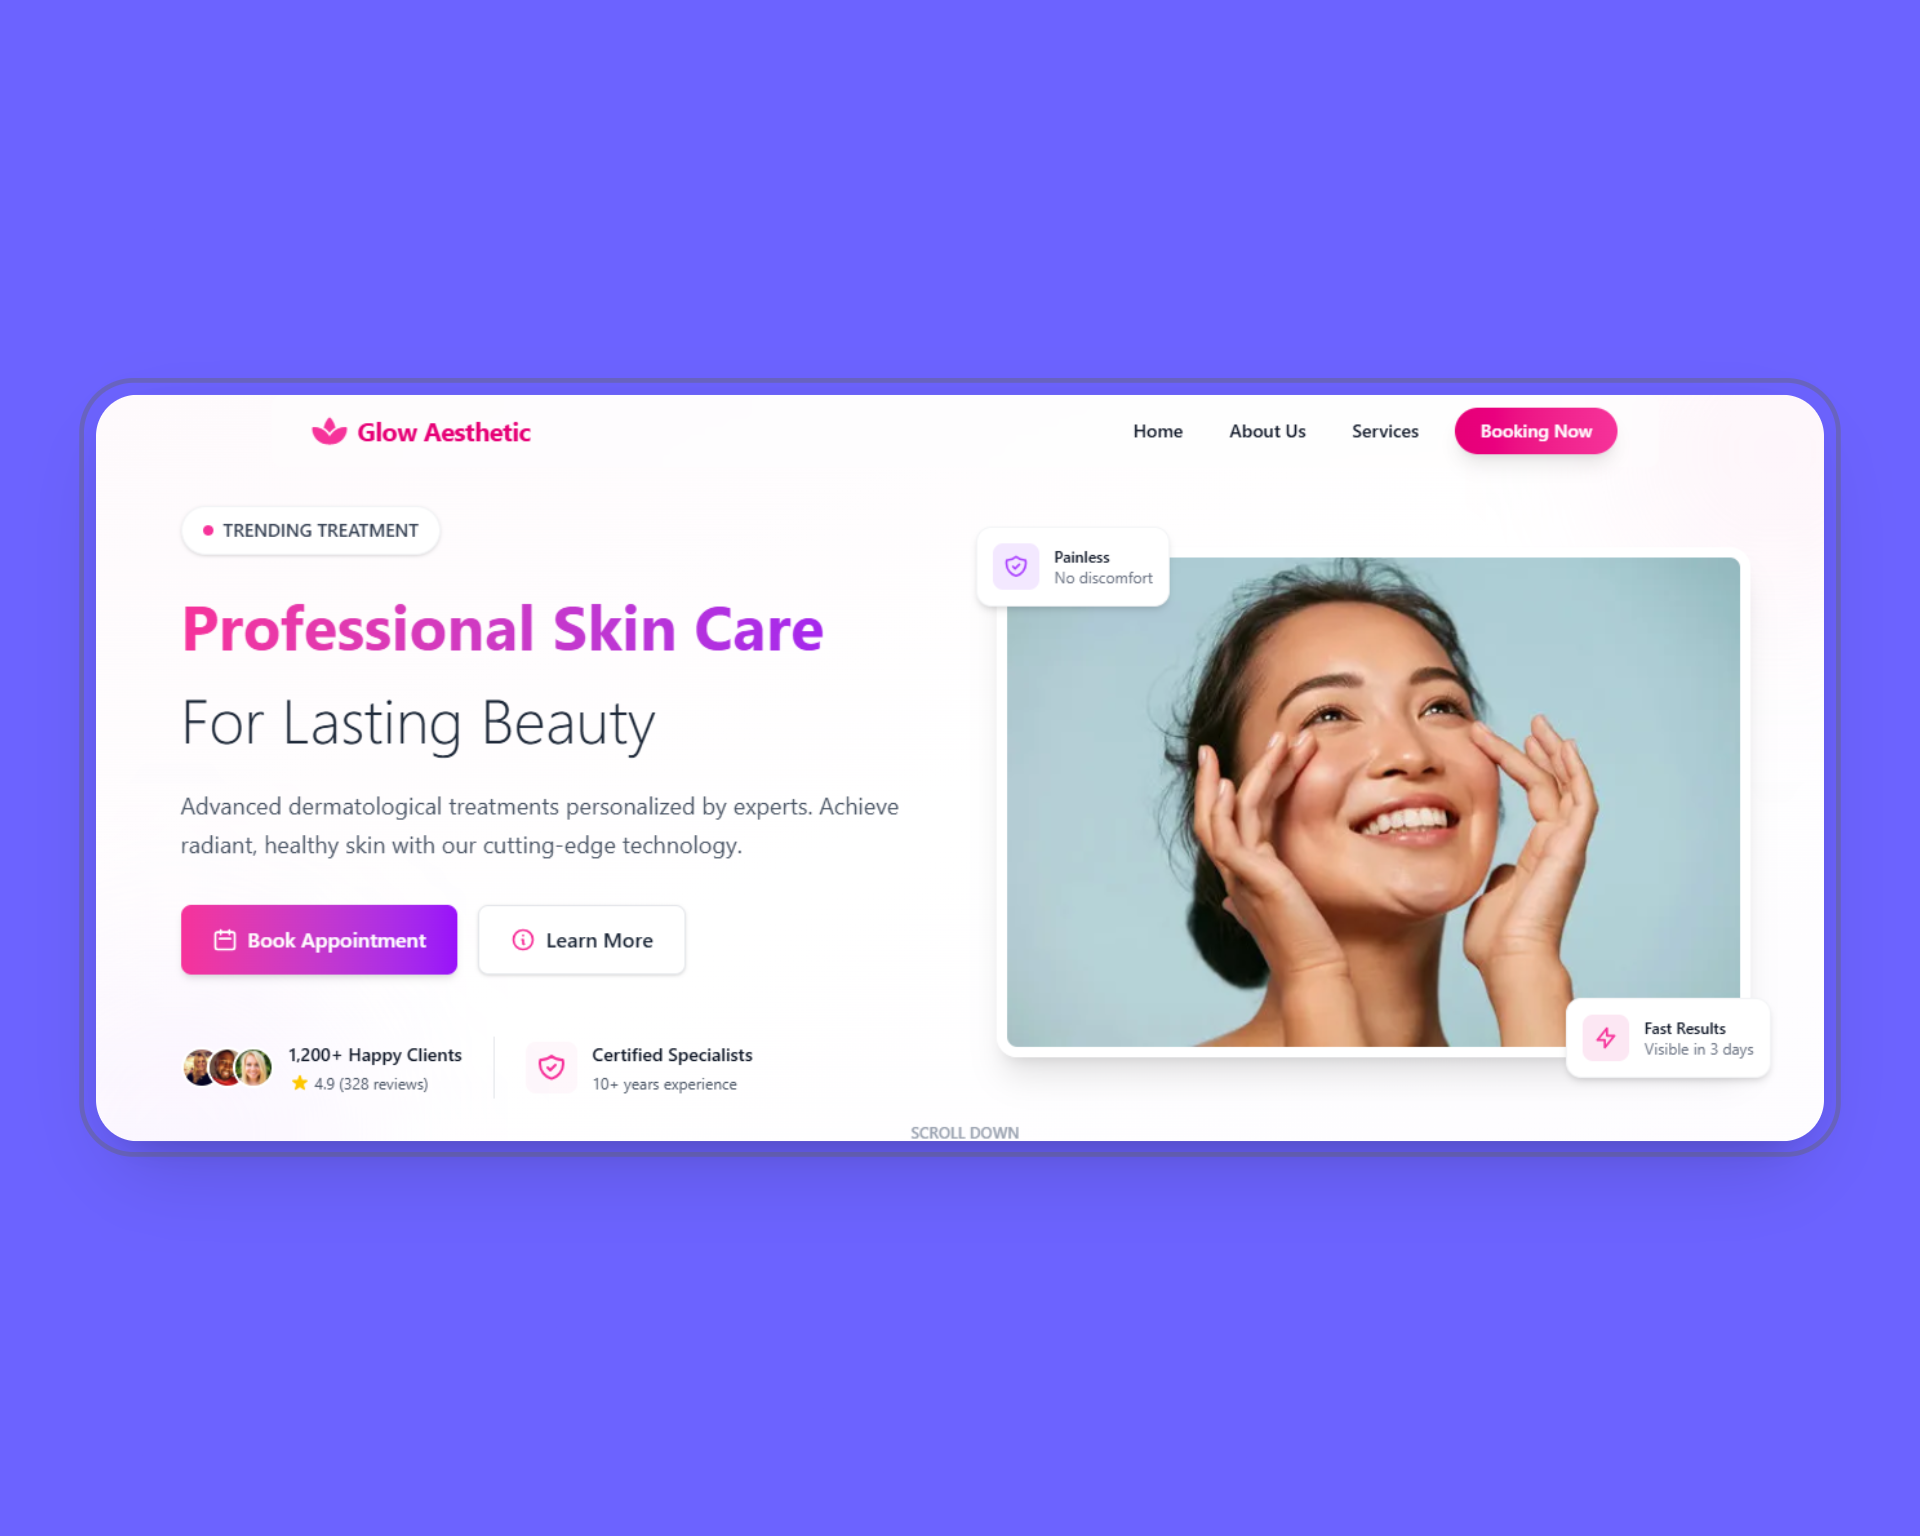 Glow Aesthetic
Home
About Us
Services
Booking Now
TRENDING TREATMENT
Professional Skin Care
For Lasting Beauty
Advanced dermatological treatments personalized by experts. Achieve
radiant, healthy skin with our cutting-edge technology.
Book Appointment
Learn More
1,200+ Happy Clients
4.9 (328 reviews)
Certified Specialists
10+ years experience
Painless
No discomfort
Fast Results
Visible in 3 days
SCROLL DOWN